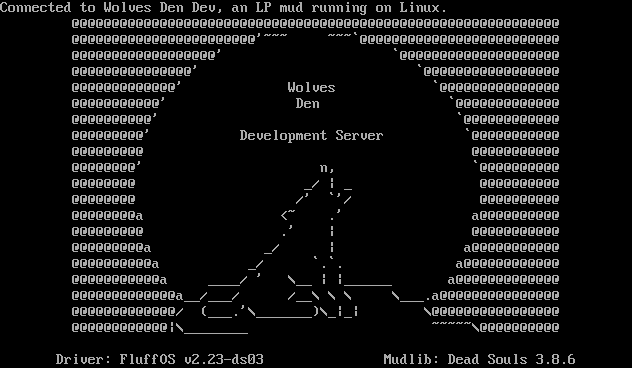 Connected to Wolves Den Dev, an LP mud running on Linux.
Wolves
Den
Development Server
Driver: FluffOS v2.23-ds03 Mudlib: Dead Souls 3.8.6